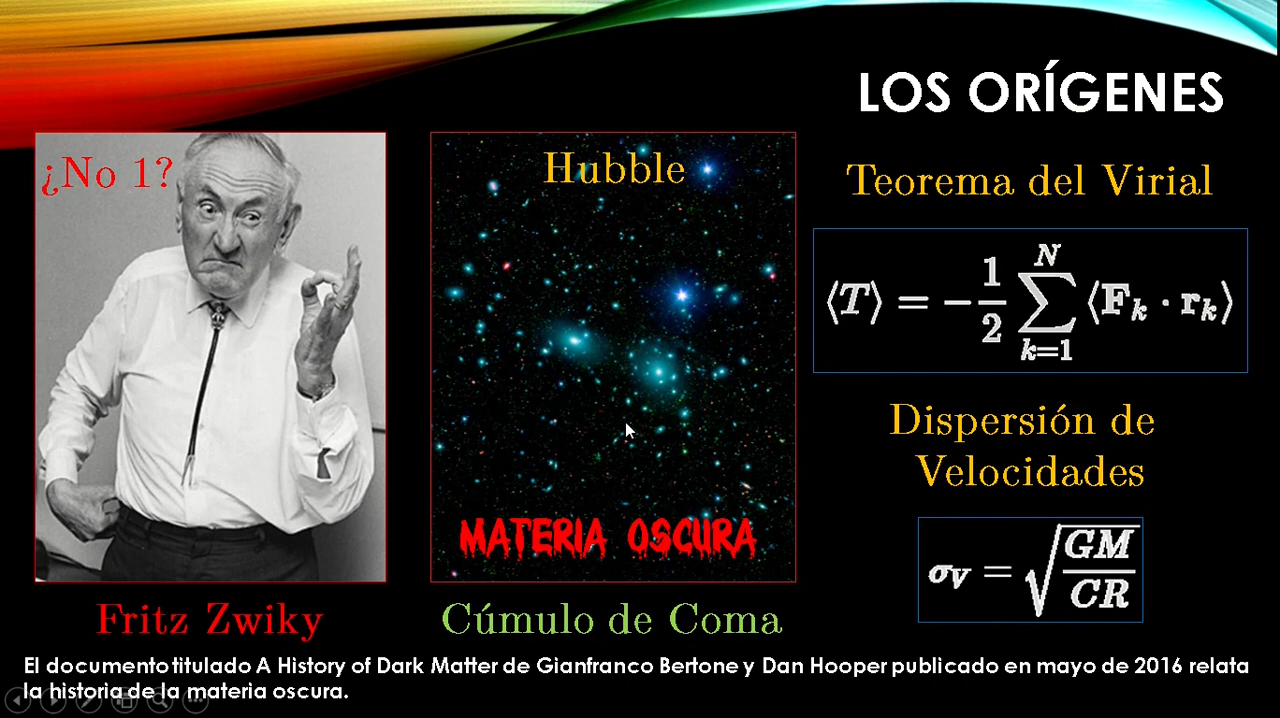 LOS ORÍGENES
¿No 1?
Hubble
MATERIA OSCURA
Fritz Zwiky
Cúmulo de Coma
Teorema del Virial
⟨T⟩ = −1/2 ∑_{k=1}^{N} ⟨F_k · r_k⟩
Dispersión de
Velocidades
σ_V = √(GM/CR)
El documento titulado A History of Dark Matter de Gianfranco Bertone y Dan Hooper publicado en mayo de 2016 relata
la historia de la materia oscura.